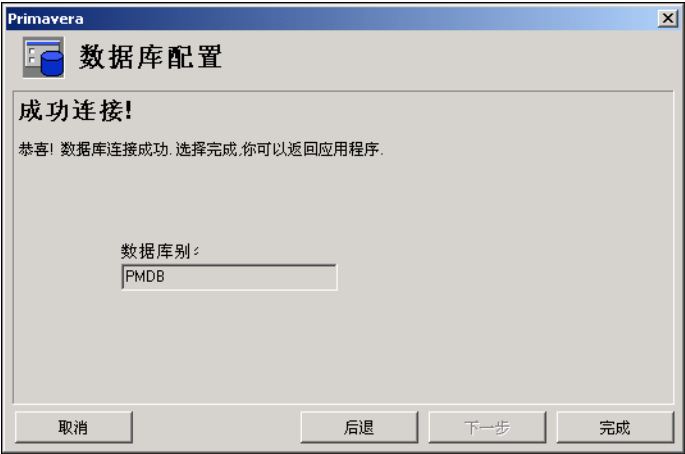 Primavera
数据库配置
成功连接!
恭喜! 数据库连接成功. 选择完成,你可以返回应用程序.
数据库别
PMDB
取消
后退
下一步
完成